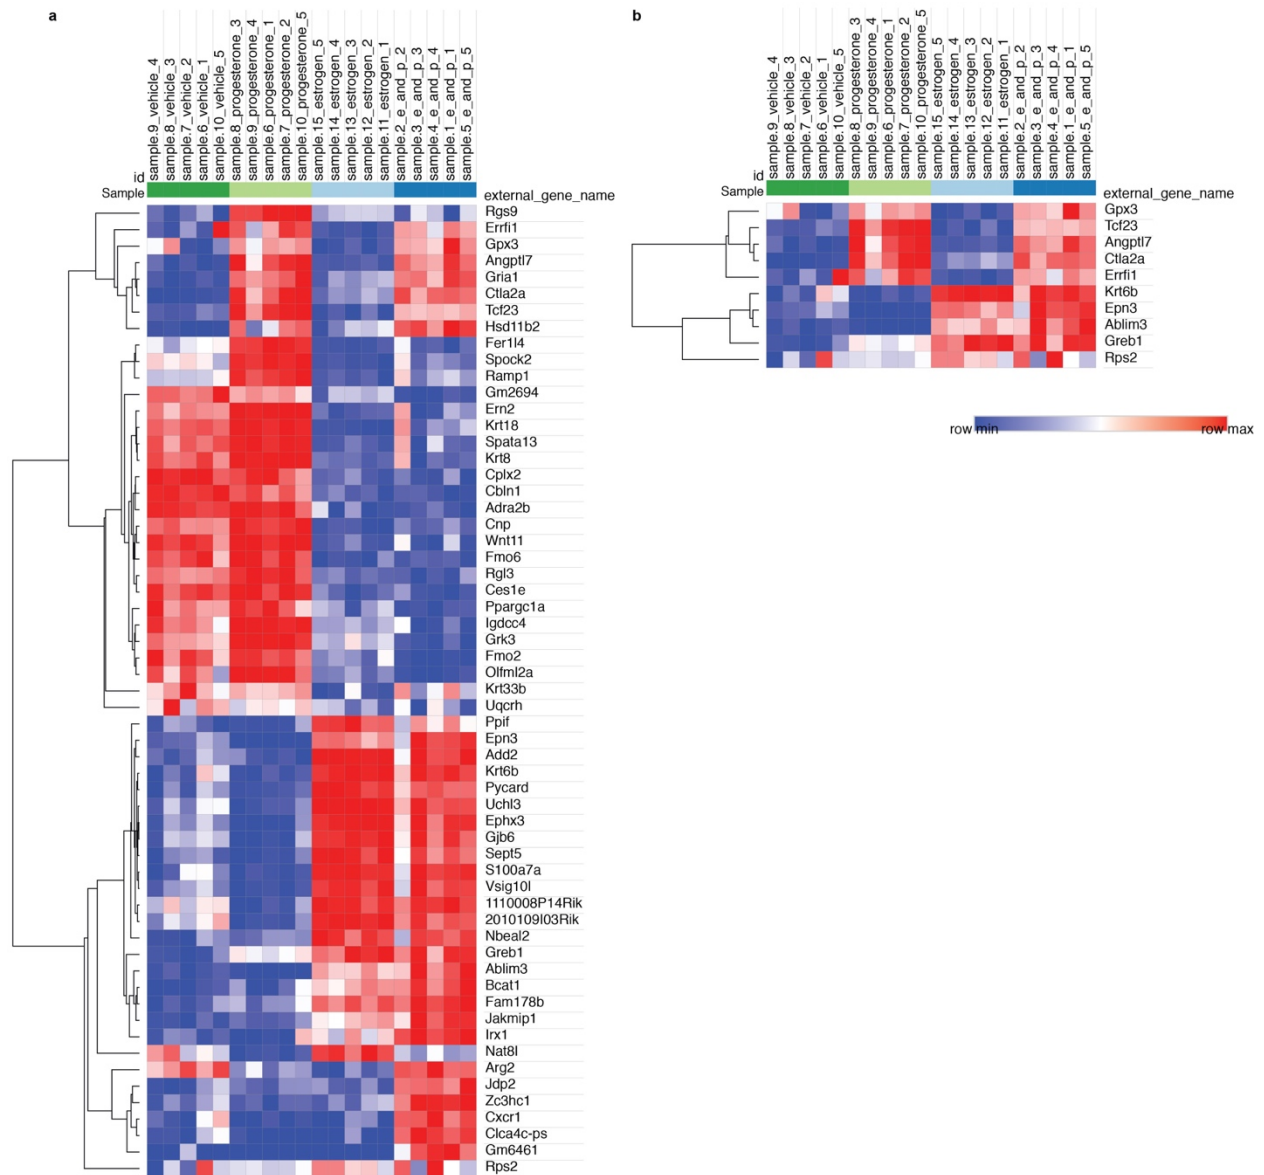 a
sample.9_vehicle_4
sample.8_vehicle_3
sample.7_vehicle_2
sample.6_vehicle_1
sample.10_vehicle_5
sample.8_progesterone_3
sample.9_progesterone_4
sample.6_progesterone_1
sample.7_progesterone_2
sample.10_progesterone_5
sample.15_estrogen_5
sample.14_estrogen_4
sample.13_estrogen_3
sample.12_estrogen_2
sample.11_estrogen_1
sample.2_e_and_p_2
sample.3_e_and_p_3
sample.4_e_and_p_4
sample.1_e_and_p_1
sample.5_e_and_p_5
id
Sample
external_gene_name
Rgs9
Errfi1
Gpx3
Angptl7
Gria1
Ctla2a
Tcf23
Hsd11b2
Fer1l4
Spock2
Ramp1
Gm2694
Ern2
Krt18
Spata13
Krt8
Cplx2
Cbln1
Adra2b
Cnp
Wnt11
Fmo6
Rgl3
Ces1e
Ppargc1a
Igdcc4
Grk3
Fmo2
Olfml2a
Krt33b
Uqcrh
Ppif
Epn3
Add2
Krt6b
Pycard
Uchl3
Ephx3
Gjb6
Sept5
S100a7a
Vsig10l
1110008P14Rik
2010109I03Rik
Nbeal2
Greb1
Ablim3
Bcat1
Fam178b
Jakmip1
Irx1
Nat8l
Arg2
Jdp2
Zc3hc1
Cxcr1
Clca4c-ps
Gm6461
Rps2
b
sample.9_vehicle_4
sample.8_vehicle_3
sample.7_vehicle_2
sample.6_vehicle_1
sample.10_vehicle_5
sample.8_progesterone_3
sample.9_progesterone_4
sample.6_progesterone_1
sample.7_progesterone_2
sample.10_progesterone_5
sample.15_estrogen_5
sample.14_estrogen_4
sample.13_estrogen_3
sample.12_estrogen_2
sample.11_estrogen_1
sample.2_e_and_p_2
sample.3_e_and_p_3
sample.4_e_and_p_4
sample.1_e_and_p_1
sample.5_e_and_p_5
id
Sample
external_gene_name
Gpx3
Tcf23
Angptl7
Ctla2a
Errfi1
Krt6b
Epn3
Ablim3
Greb1
Rps2
row min
row max